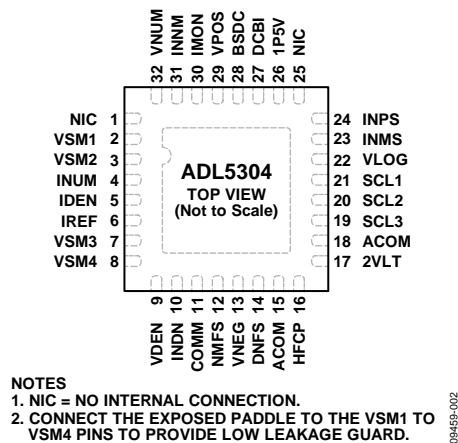 32 VNUM
31 INNM
30 IMON
29 VPOS
28 BSDC
27 DCBI
26 1P5V
25 NIC
NIC 1
VSM1 2
VSM2 3
INUM 4
IDEN 5
IREF 6
VSM3 7
VSM4 8
ADL5304
TOP VIEW
(Not to Scale)
24 INPS
23 INMS
22 VLOG
21 SCL1
20 SCL2
19 SCL3
18 ACOM
17 2VLT
VDEN 9
INDN 10
COMM 11
NMFS 12
VNEG 13
DNFS 14
ACOM 15
HFCP 16
NOTES
1. NIC = NO INTERNAL CONNECTION.
2. CONNECT THE EXPOSED PADDLE TO THE VSM1 TO
VSM4 PINS TO PROVIDE LOW LEAKAGE GUARD.
09459-002